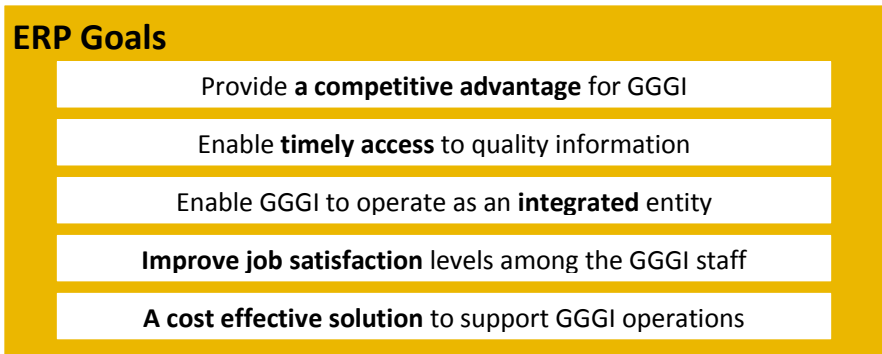 ERP Goals
Provide a competitive advantage for GGGI
Enable timely access to quality information
Enable GGGI to operate as an integrated entity
Improve job satisfaction levels among the GGGI staff
A cost effective solution to support GGGI operations